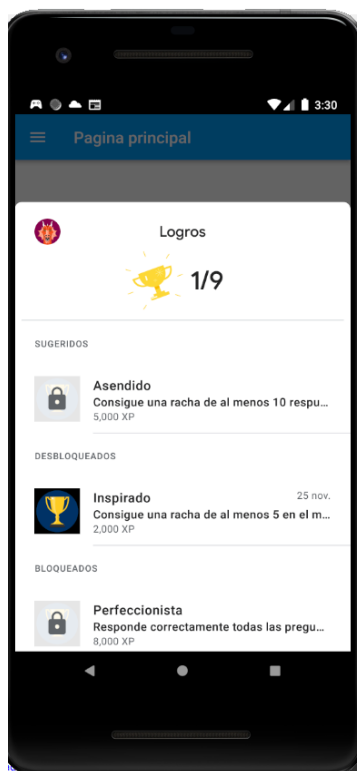 3:30
Pagina principal
Logros
1/9
SUGERIDOS
Asendido
Consigue una racha de al menos 10 respu...
5,000 XP
DESBLOQUEADOS
Inspirado
25 nov.
Consigue una racha de al menos 5 en el m...
2,000 XP
BLOQUEADOS
Perfeccionista
Responde correctamente todas las pregu...
8,000 XP